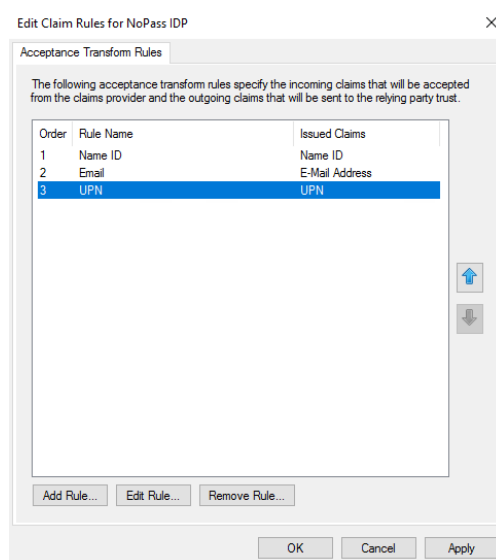 Edit Claim Rules for NoPass IDP
Acceptance Transform Rules
The following acceptance transform rules specify the incoming claims that will be accepted
from the claims provider and the outgoing claims that will be sent to the relying party trust.
Order Rule Name Issued Claims
1 Name ID Name ID
2 Email E-Mail Address
3 UPN UPN
Add Rule... Edit Rule... Remove Rule...
OK Cancel Apply